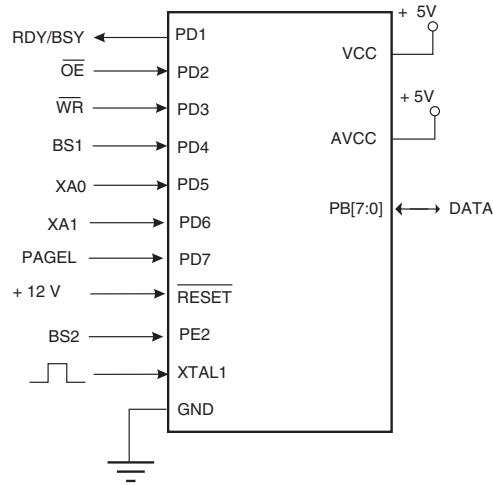 + 5V
RDY/BSY PD1
VCC
OE PD2
WR PD3
+ 5V
BS1 PD4 AVCC
XA0 PD5
PB[7:0] DATA
XA1 PD6
PAGEL PD7
+ 12 V RESET
BS2 PE2
XTAL1
GND